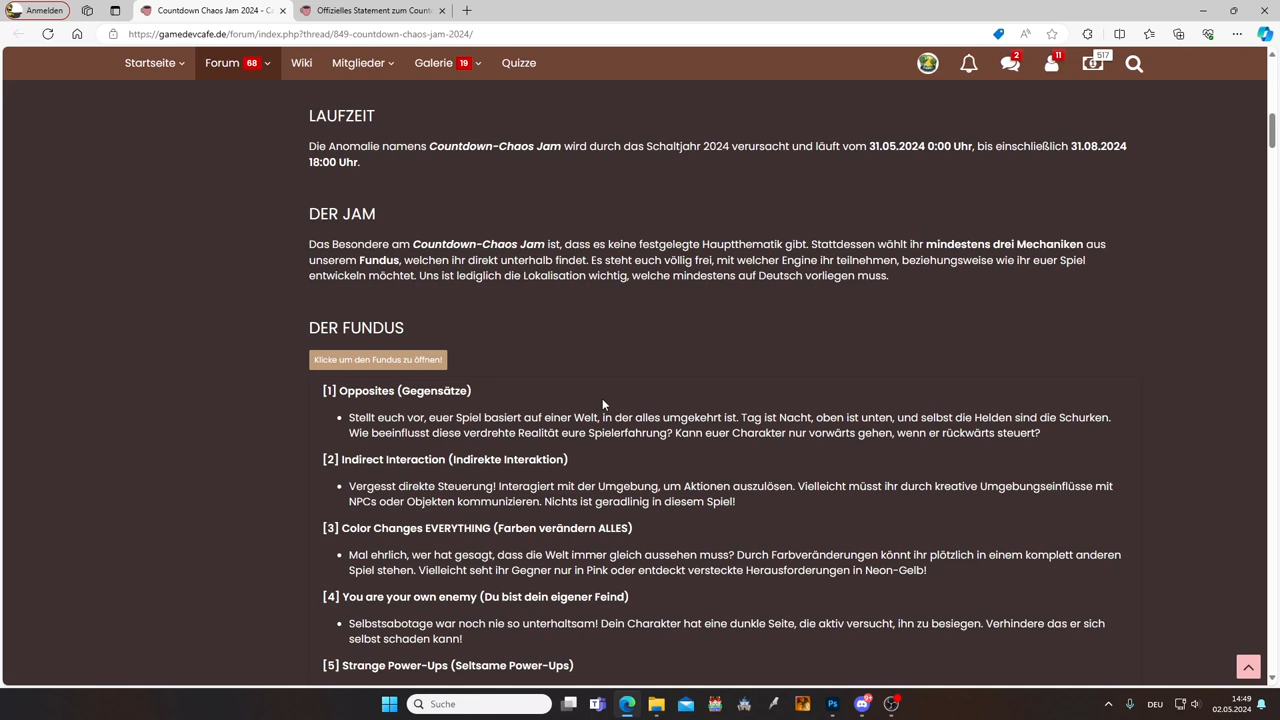 Anmelden
Countdown Chaos Jam 2024 - Ca
Offizielles Statement zum Count
https://gamedevcafe.de/forum/index.php?thread/849-countdown-chaos-jam-2024/
Startseite
Forum 68
Wiki
Mitglieder
Galerie 19
Quizze
2
11
517
LAUFZEIT
Die Anomalie namens Countdown-Chaos Jam wird durch das Schaltjahr 2024 verursacht und läuft vom 31.05.2024 0:00 Uhr, bis einschließlich 31.08.2024
18:00 Uhr.
DER JAM
Das Besondere am Countdown-Chaos Jam ist, dass es keine festgelegte Hauptthematik gibt. Stattdessen wählt ihr mindestens drei Mechaniken aus
unserem Fundus, welchen ihr direkt unterhalb findet. Es steht euch völlig frei, mit welcher Engine ihr teilnehmen, beziehungsweise wie ihr euer Spiel
entwickeln möchtet. Uns ist lediglich die Lokalisation wichtig, welche mindestens auf Deutsch vorliegen muss.
DER FUNDUS
Klicke um den Fundus zu öffnen!
[1] Opposites (Gegensätze)
• Stellt euch vor, euer Spiel basiert auf einer Welt, in der alles umgekehrt ist. Tag ist Nacht, oben ist unten, und selbst die Helden sind die Schurken.
Wie beeinflusst diese verdrehte Realität eure Spielerfahrung? Kann euer Charakter nur vorwärts gehen, wenn er rückwärts steuert?
[2] Indirect Interaction (Indirekte Interaktion)
• Vergesst direkte Steuerung! Interagiert mit der Umgebung, um Aktionen auszulösen. Vielleicht müsst ihr durch kreative Umgebungseinflüsse mit
NPCs oder Objekten kommunizieren. Nichts ist geradlinig in diesem Spiel!
[3] Color Changes EVERYTHING (Farben verändern ALLES)
• Mal ehrlich, wer hat gesagt, dass die Welt immer gleich aussehen muss? Durch Farbveränderungen könnt ihr plötzlich in einem komplett anderen
Spiel stehen. Vielleicht seht ihr Gegner nur in Pink oder entdeckt versteckte Herausforderungen in Neon-Gelb!
[4] You are your own enemy (Du bist dein eigener Feind)
• Selbstsabotage war noch nie so unterhaltsam! Dein Charakter hat eine dunkle Seite, die aktiv versucht, ihn zu besiegen. Verhindere das er sich
selbst schaden kann!
[5] Strange Power-Ups (Seltsame Power-Ups)
Suche
DEU
14:49
02.05.2024